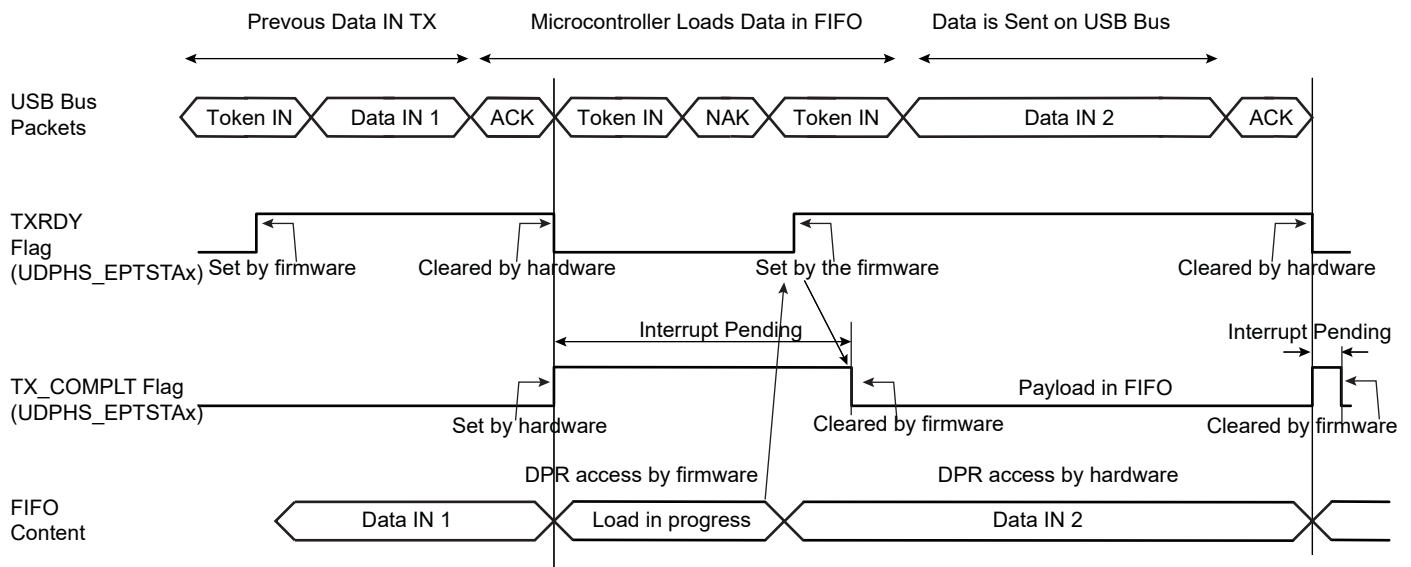 Prevous Data IN TX
Microcontroller Loads Data in FIFO
Data is Sent on USB Bus
USB Bus
Packets
Token IN
Data IN 1
ACK
Token IN
NAK
Token IN
Data IN 2
ACK
TXRDY
Flag
(UDPHS_EPTSTAx)
Set by firmware
Cleared by hardware
Set by the firmware
Cleared by hardware
Interrupt Pending
Interrupt Pending
TX_COMPLT Flag
(UDPHS_EPTSTAx)
Payload in FIFO
Set by hardware
Cleared by firmware
Cleared by firmware
DPR access by firmware
DPR access by hardware
FIFO
Content
Data IN 1
Load in progress
Data IN 2